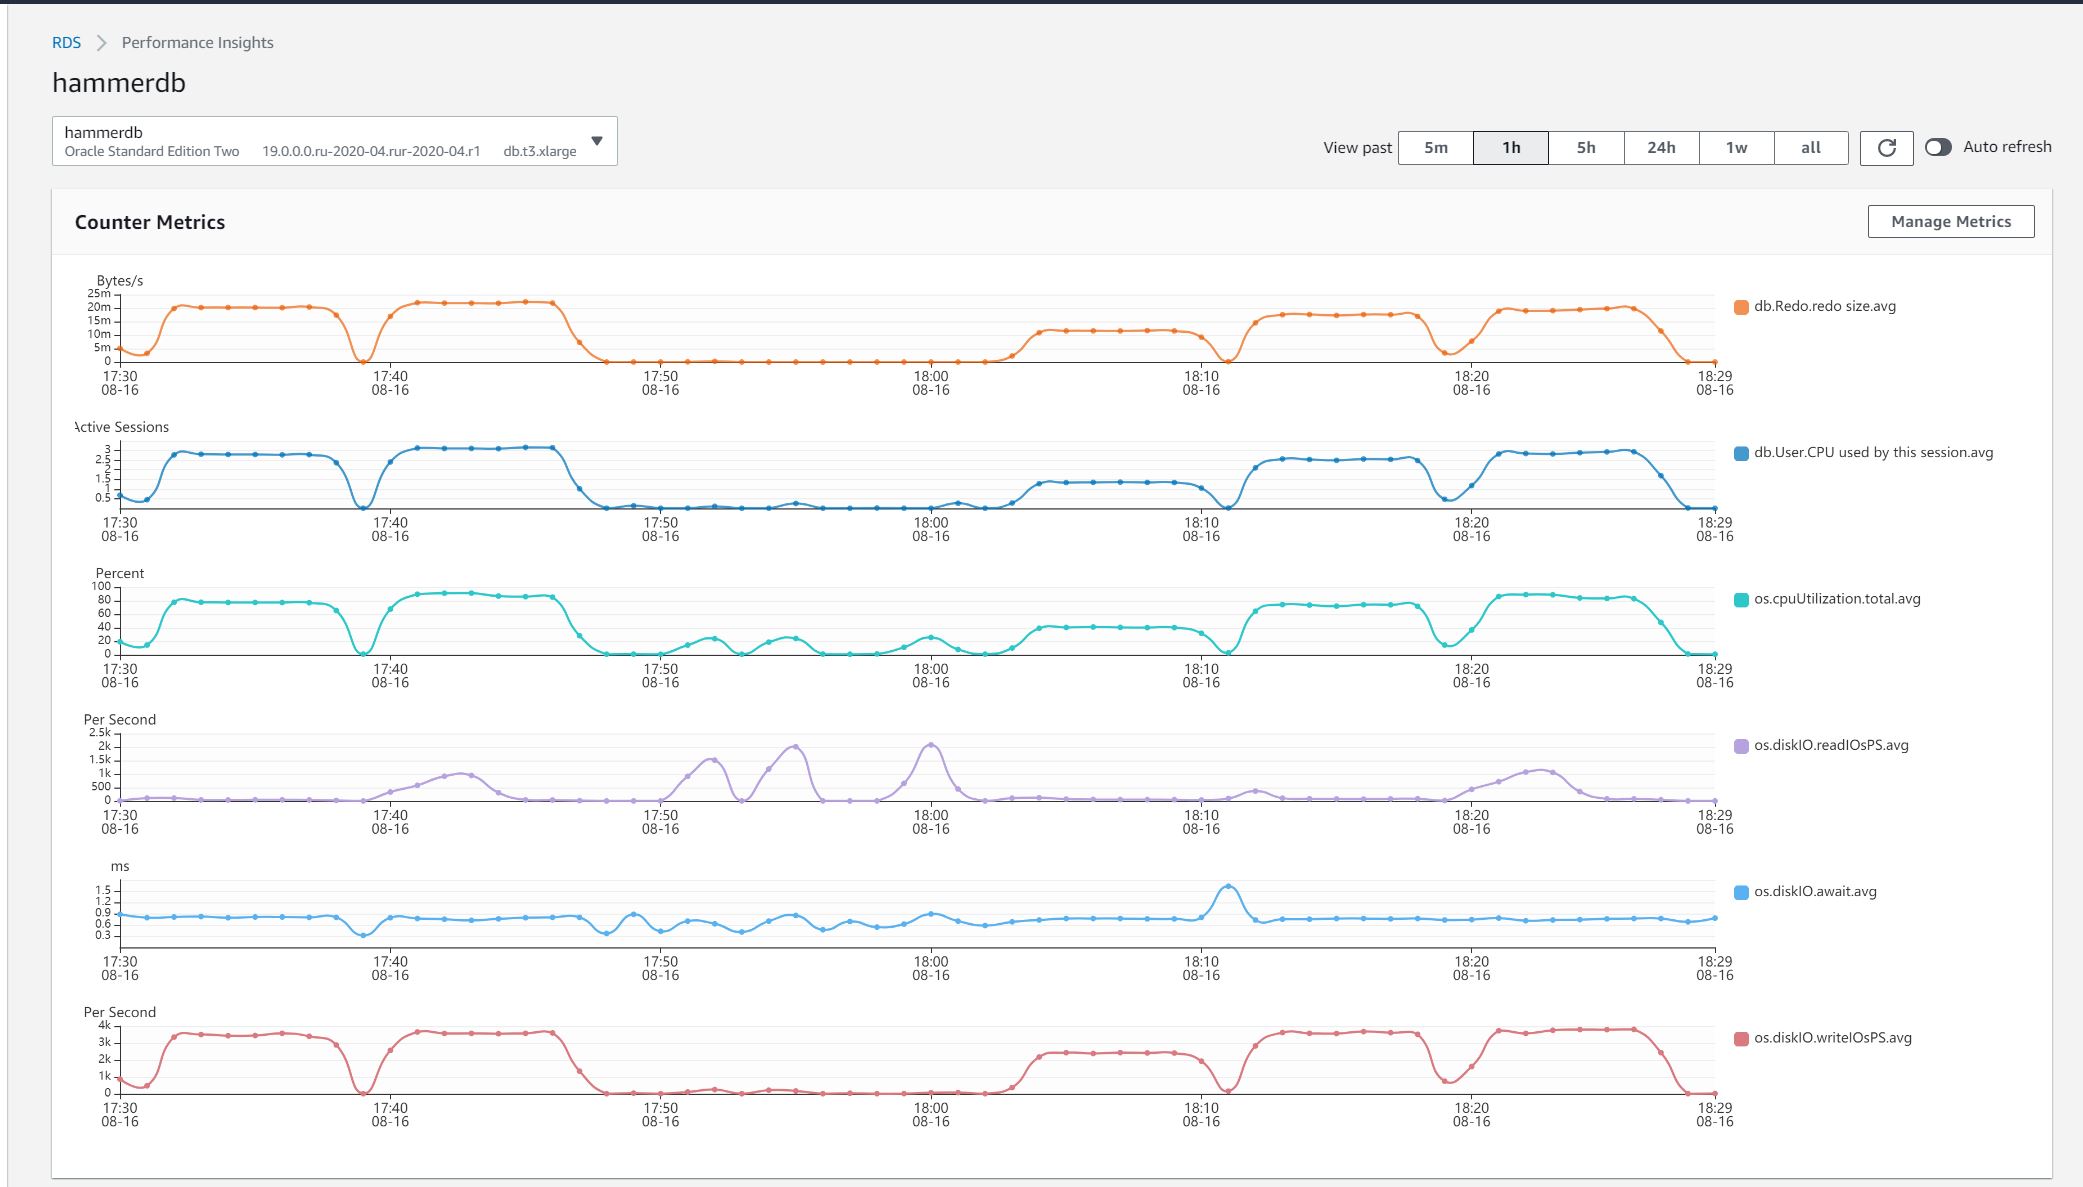 RDS > Performance Insights
hammerdb
hammerdb
Oracle Standard Edition Two 19.0.0.0.ru-2020-04.rur-2020-04.r1 db.t3.xlarge
View past 5m 1h 5h 24h 1w all Auto refresh
Counter Metrics
Manage Metrics
Bytes/s
25m
20m
15m
10m
5m
0
17:30 17:40 17:50 18:00 18:10 18:20 18:29
08-16 08-16 08-16 08-16 08-16 08-16 08-16
db.Redo.redo size.avg
Active Sessions
3
2.5
2
1.5
1
0.5
17:30 17:40 17:50 18:00 18:10 18:20 18:29
08-16 08-16 08-16 08-16 08-16 08-16 08-16
db.User.CPU used by this session.avg
Percent
100
80
60
40
20
0
17:30 17:40 17:50 18:00 18:10 18:20 18:29
08-16 08-16 08-16 08-16 08-16 08-16 08-16
os.cpuUtilization.total.avg
Per Second
2.5k
2k
1.5k
1k
500
0
17:30 17:40 17:50 18:00 18:10 18:20 18:29
08-16 08-16 08-16 08-16 08-16 08-16 08-16
os.diskIO.readIOsPS.avg
ms
1.5
1.2
0.9
0.6
0.3
17:30 17:40 17:50 18:00 18:10 18:20 18:29
08-16 08-16 08-16 08-16 08-16 08-16 08-16
os.diskIO.await.avg
Per Second
4k
3k
2k
1k
0
17:30 17:40 17:50 18:00 18:10 18:20 18:29
08-16 08-16 08-16 08-16 08-16 08-16 08-16
os.diskIO.writeIOsPS.avg